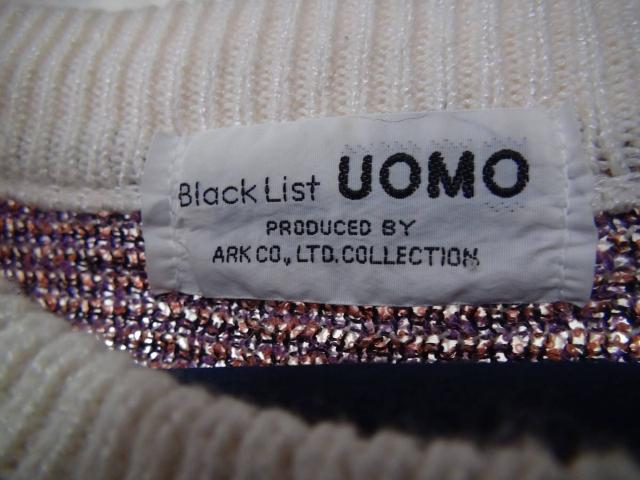 Black List UOMO
PRODUCED BY
ARK CO., LTD. COLLECTION